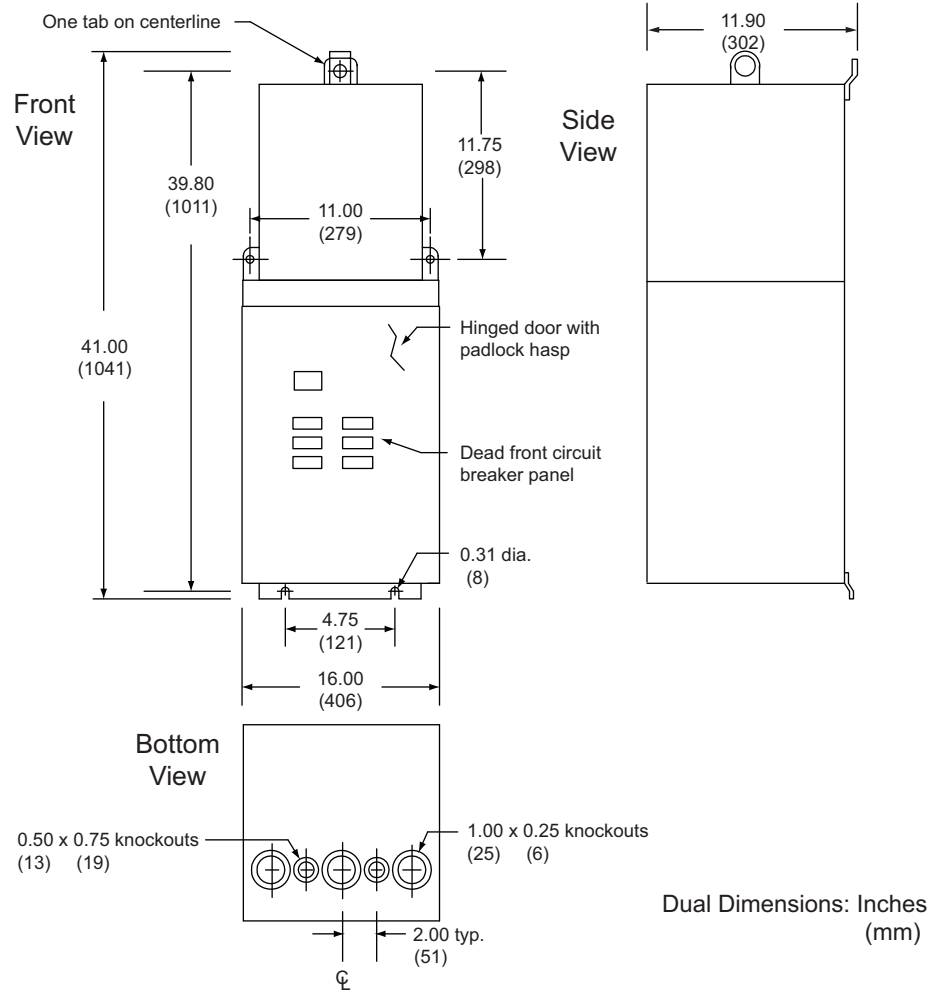 One tab on centerline
11.90
(302)
Front
View
Side
View
11.75
(298)
39.80
(1011)
11.00
(279)
Hinged door with
padlock hasp
41.00
(1041)
Dead front circuit
breaker panel
0.31 dia.
(8)
4.75
(121)
16.00
(406)
Bottom
View
0.50 x 0.75 knockouts
(13) (19)
1.00 x 0.25 knockouts
(25) (6)
Dual Dimensions: Inches
(mm)
2.00 typ.
(51)
℄